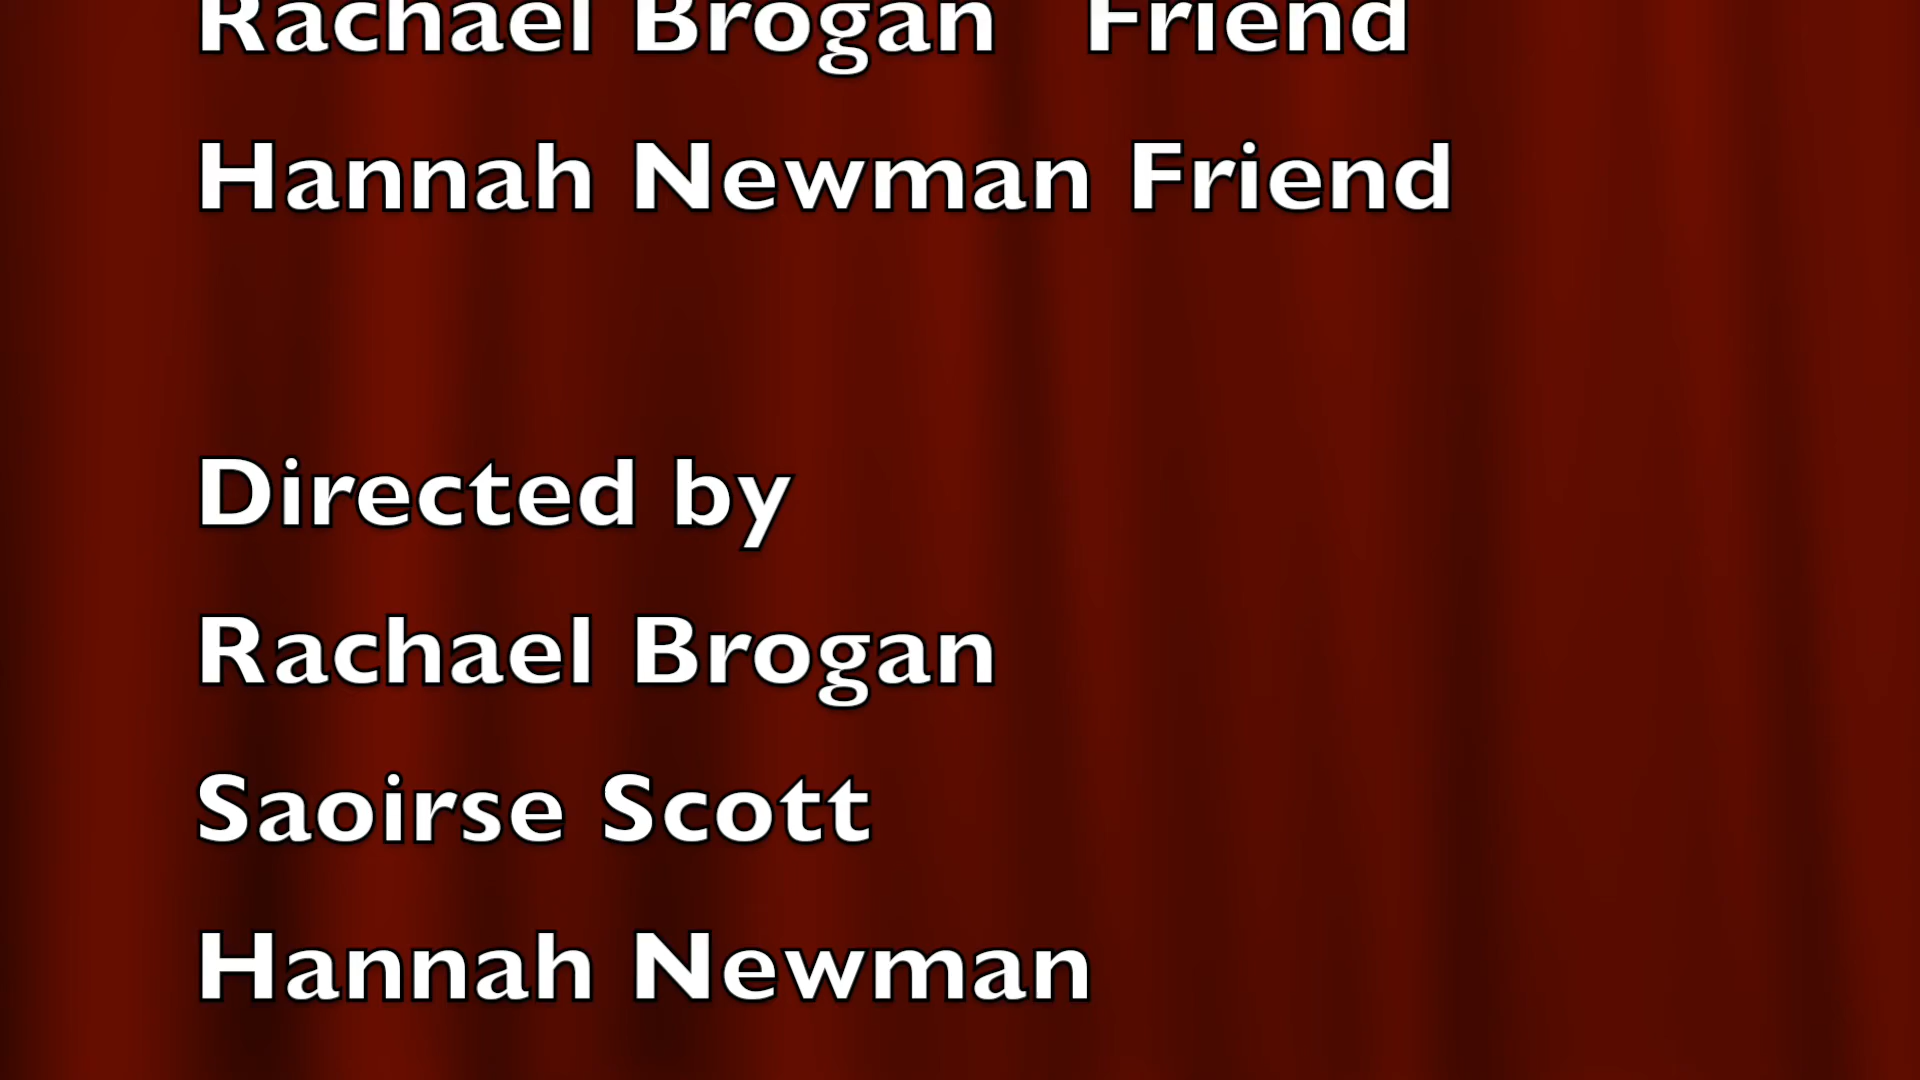 Rachael Brogan Friend
Hannah Newman Friend
Directed by
Rachael Brogan
Saoirse Scott
Hannah Newman